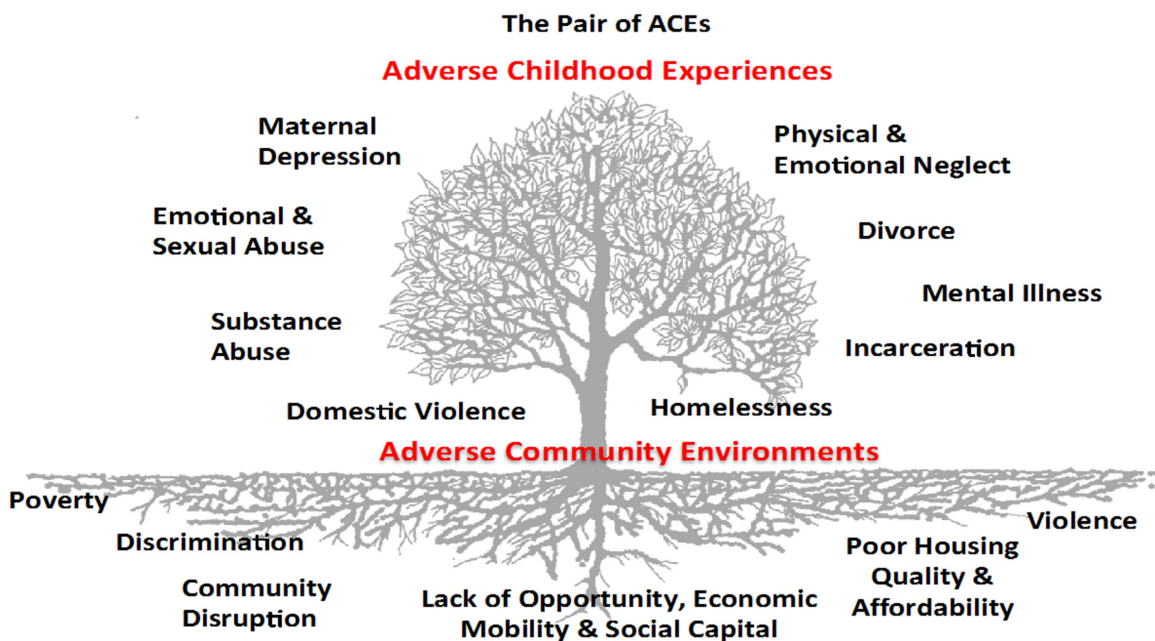 The Pair of ACEs
Adverse Childhood Experiences
Maternal
Depression
Physical &
Emotional Neglect
Emotional &
Sexual Abuse
Divorce
Mental Illness
Substance
Abuse
Incarceration
Domestic Violence
Homelessness
Adverse Community Environments
Poverty
Violence
Discrimination
Poor Housing
Quality &
Affordability
Community
Disruption
Lack of Opportunity, Economic
Mobility & Social Capital